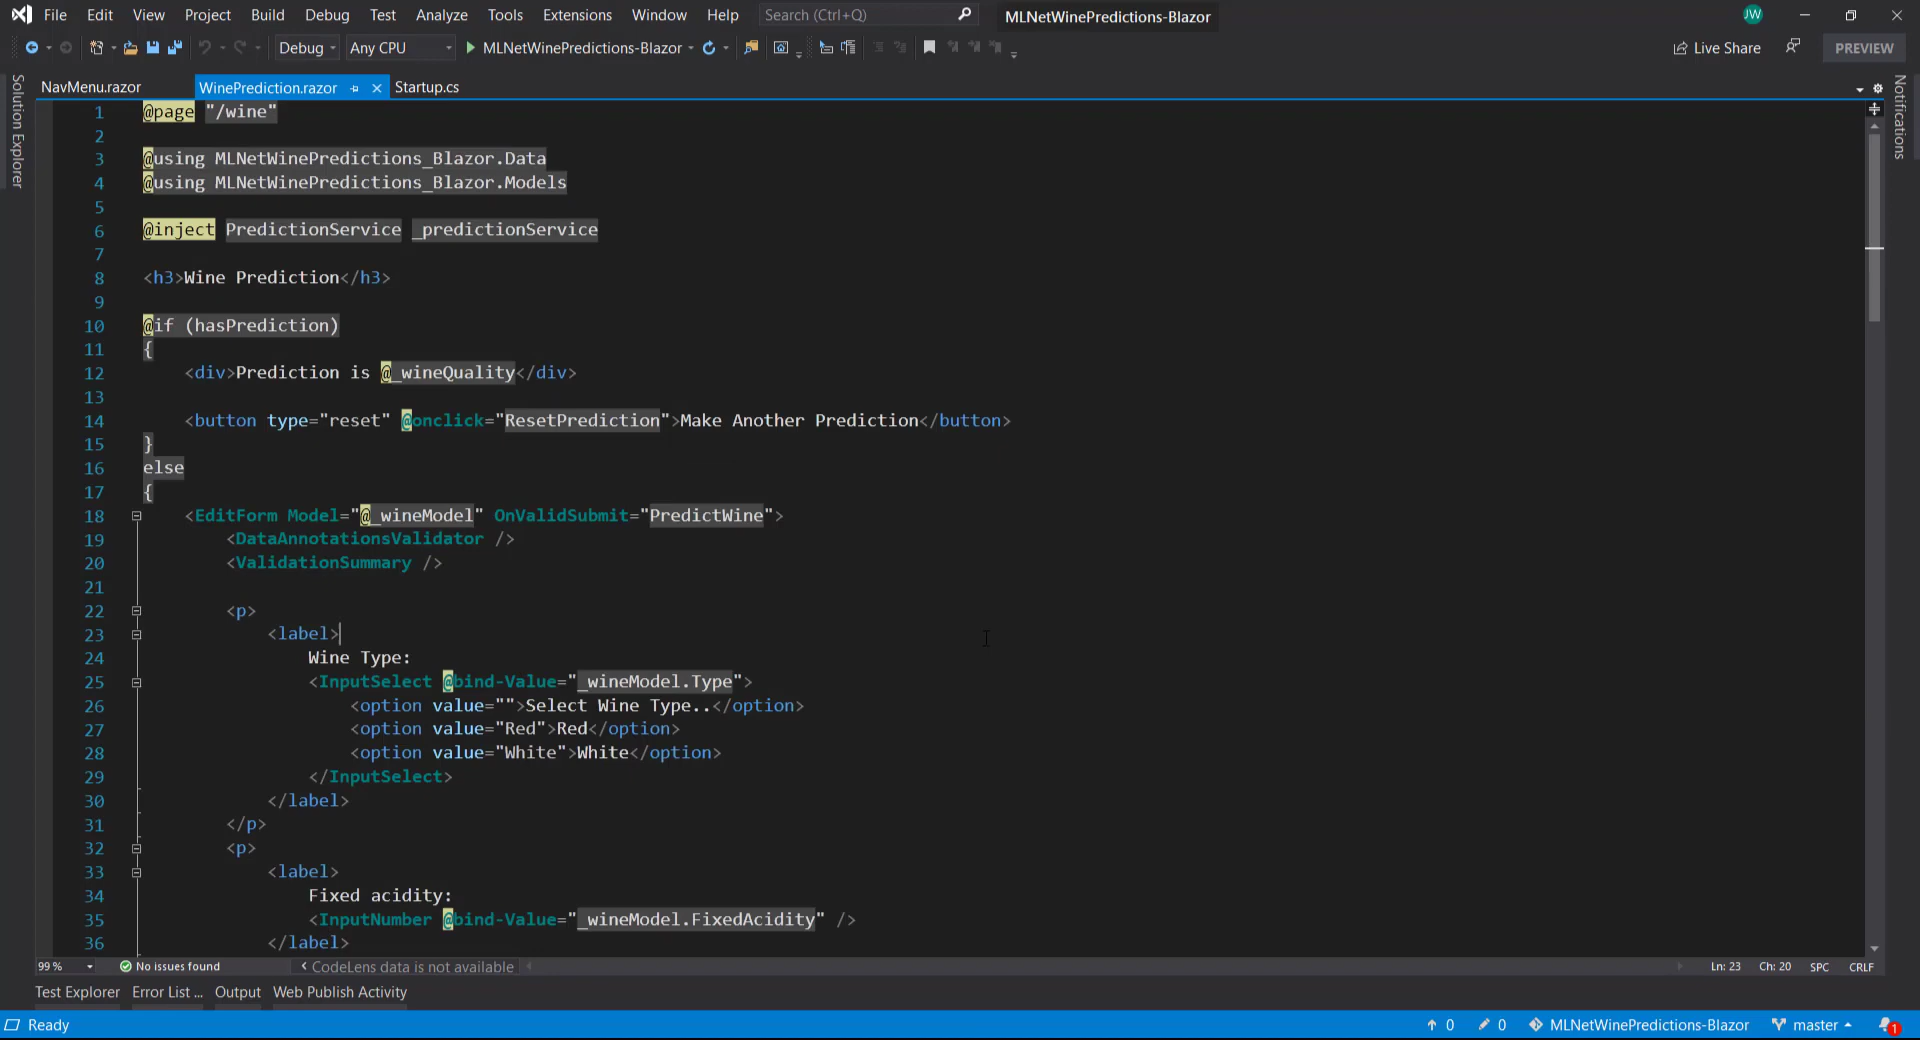 File Edit View Project Build Debug Test Analyze Tools Extensions Window Help Search (Ctrl+Q) MLNetWinePredictions-Blazor JW
Debug Any CPU MLNetWinePredictions-Blazor Live Share PREVIEW
Solution Explorer
Notifications
NavMenu.razor WinePrediction.razor Startup.cs
1 @page "/wine"
2
3 @using MLNetWinePredictions_Blazor.Data
4 @using MLNetWinePredictions_Blazor.Models
5
6 @inject PredictionService _predictionService
7
8 <h3>Wine Prediction</h3>
9
10 @if (hasPrediction)
11 {
12 <div>Prediction is @_wineQuality</div>
13
14 <button type="reset" @onclick="ResetPrediction">Make Another Prediction</button>
15 }
16 else
17 {
18 <EditForm Model="@_wineModel" OnValidSubmit="PredictWine">
19 <DataAnnotationsValidator />
20 <ValidationSummary />
21
22 <p>
23 <label>
24 Wine Type:
25 <InputSelect @bind-Value="_wineModel.Type">
26 <option value="">Select Wine Type..</option>
27 <option value="Red">Red</option>
28 <option value="White">White</option>
29 </InputSelect>
30 </label>
31 </p>
32 <p>
33 <label>
34 Fixed acidity:
35 <InputNumber @bind-Value="_wineModel.FixedAcidity" />
36 </label>
99 % No issues found CodeLens data is not available Ln: 23 Ch: 20 SPC CRLF
Test Explorer Error List ... Output Web Publish Activity
Ready 0 0 MLNetWinePredictions-Blazor master 1